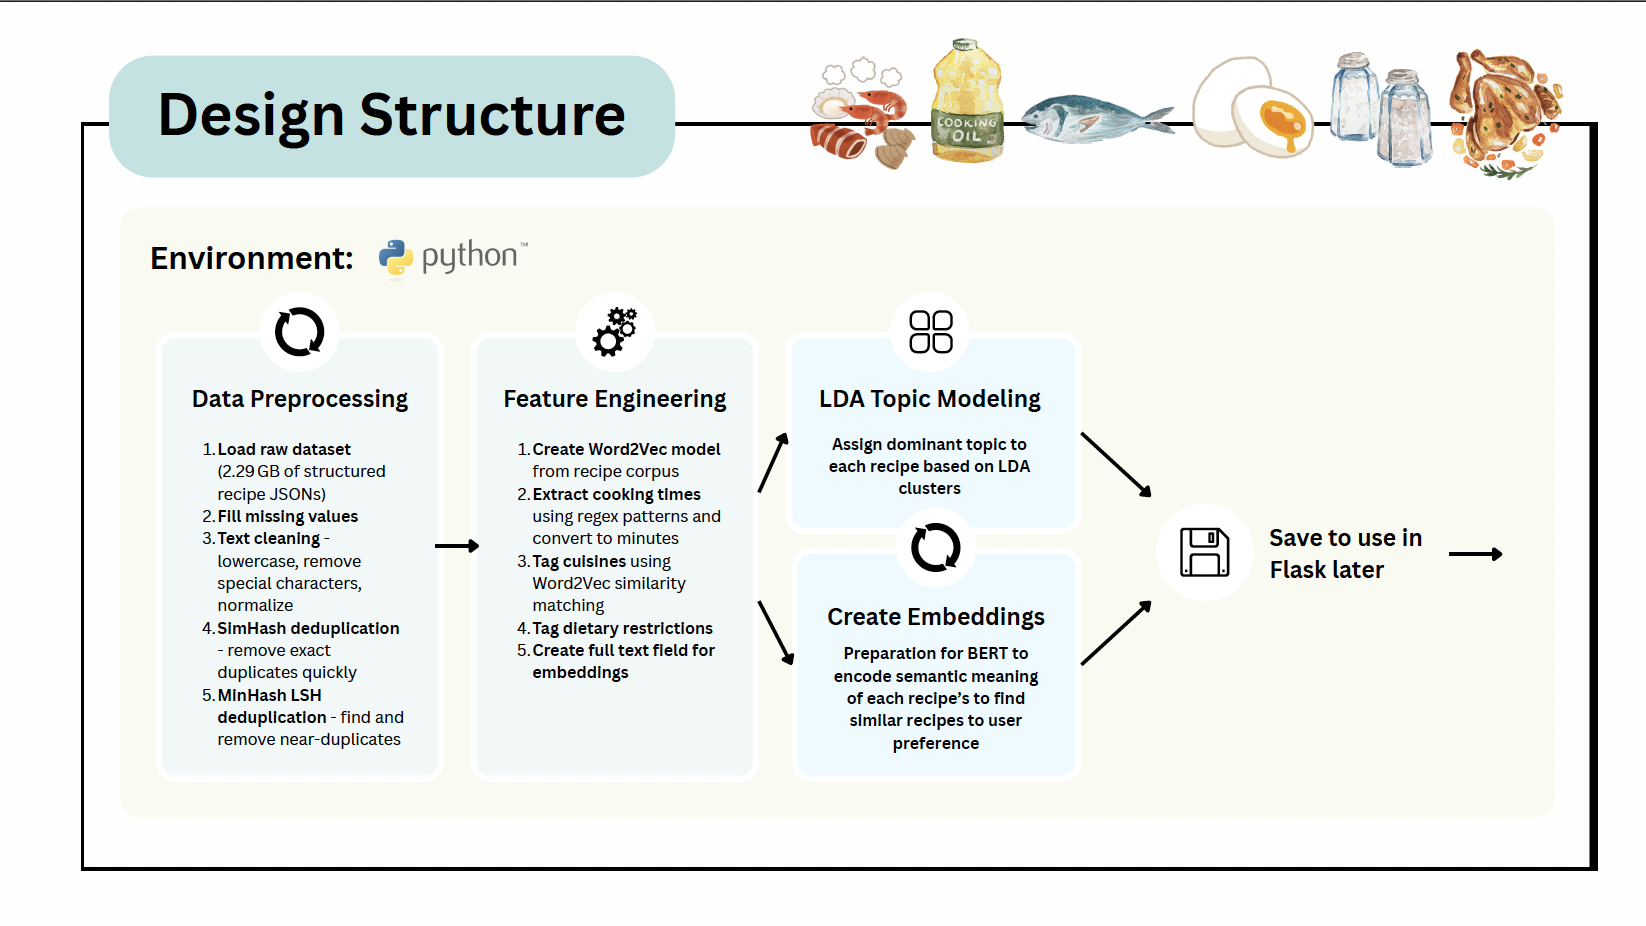 Design Structure
COOKING
OIL
Environment:
python™
Data Preprocessing
1. Load raw dataset
(2.29 GB of structured
recipe JSONs)
2. Fill missing values
3. Text cleaning -
lowercase, remove
special characters,
normalize
4. SimHash deduplication
- remove exact
duplicates quickly
5. MinHash LSH
deduplication - find and
remove near-duplicates
Feature Engineering
1. Create Word2Vec model
from recipe corpus
2. Extract cooking times
using regex patterns and
convert to minutes
3. Tag cuisines using
Word2Vec similarity
matching
4. Tag dietary restrictions
5. Create full text field for
embeddings
LDA Topic Modeling
Assign dominant topic to
each recipe based on LDA
clusters
Create Embeddings
Preparation for BERT to
encode semantic meaning
of each recipe’s to find
similar recipes to user
preference
Save to use in
Flask later